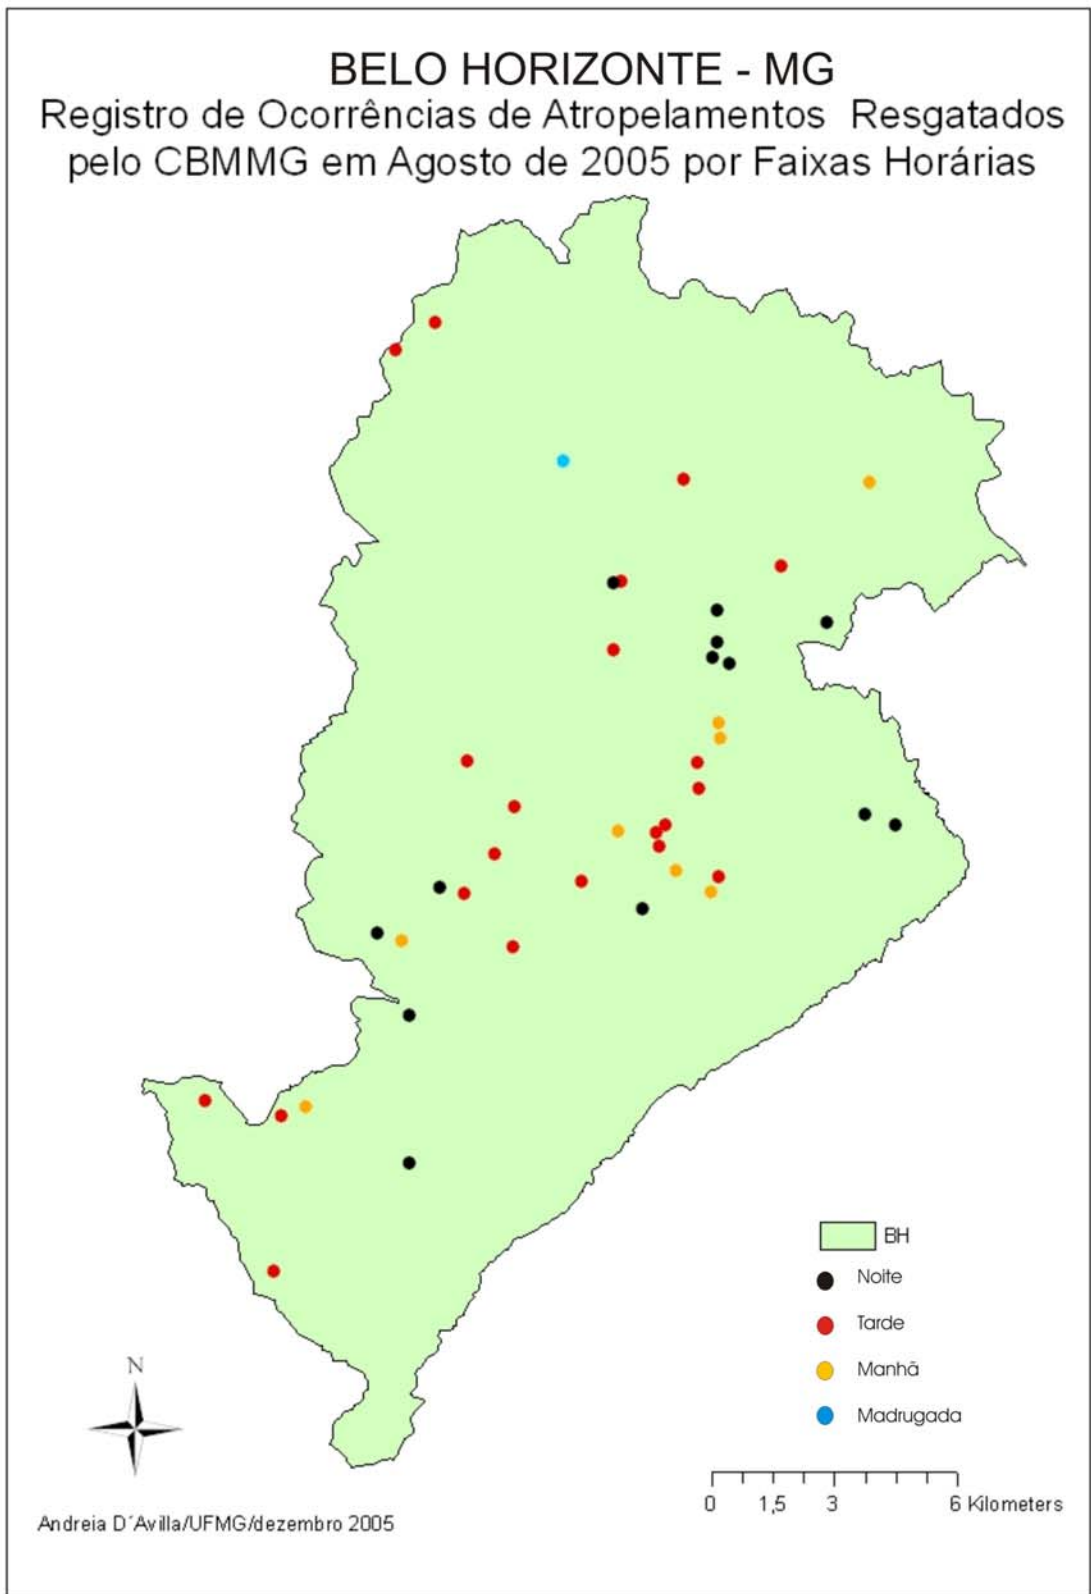 BELO HORIZONTE - MG
Registro de Ocorrências de Atropelamentos Resgatados
pelo CBMMG em Agosto de 2005 por Faixas Horárias
BH
Noite
Tarde
Manhã
Madrugada
N
0 1,5 3 6 Kilometers
Andreia D´Avilla/UFMG/dezembro 2005